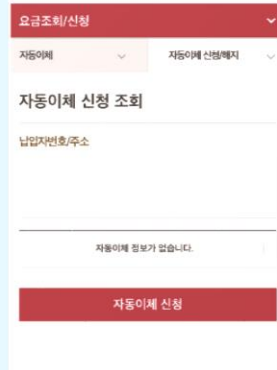 요금조회/신청
자동이체
자동이체 신청/해지
자동이체 신청 조회
납입자번호/주소
자동이체 정보가 없습니다.
자동이체 신청